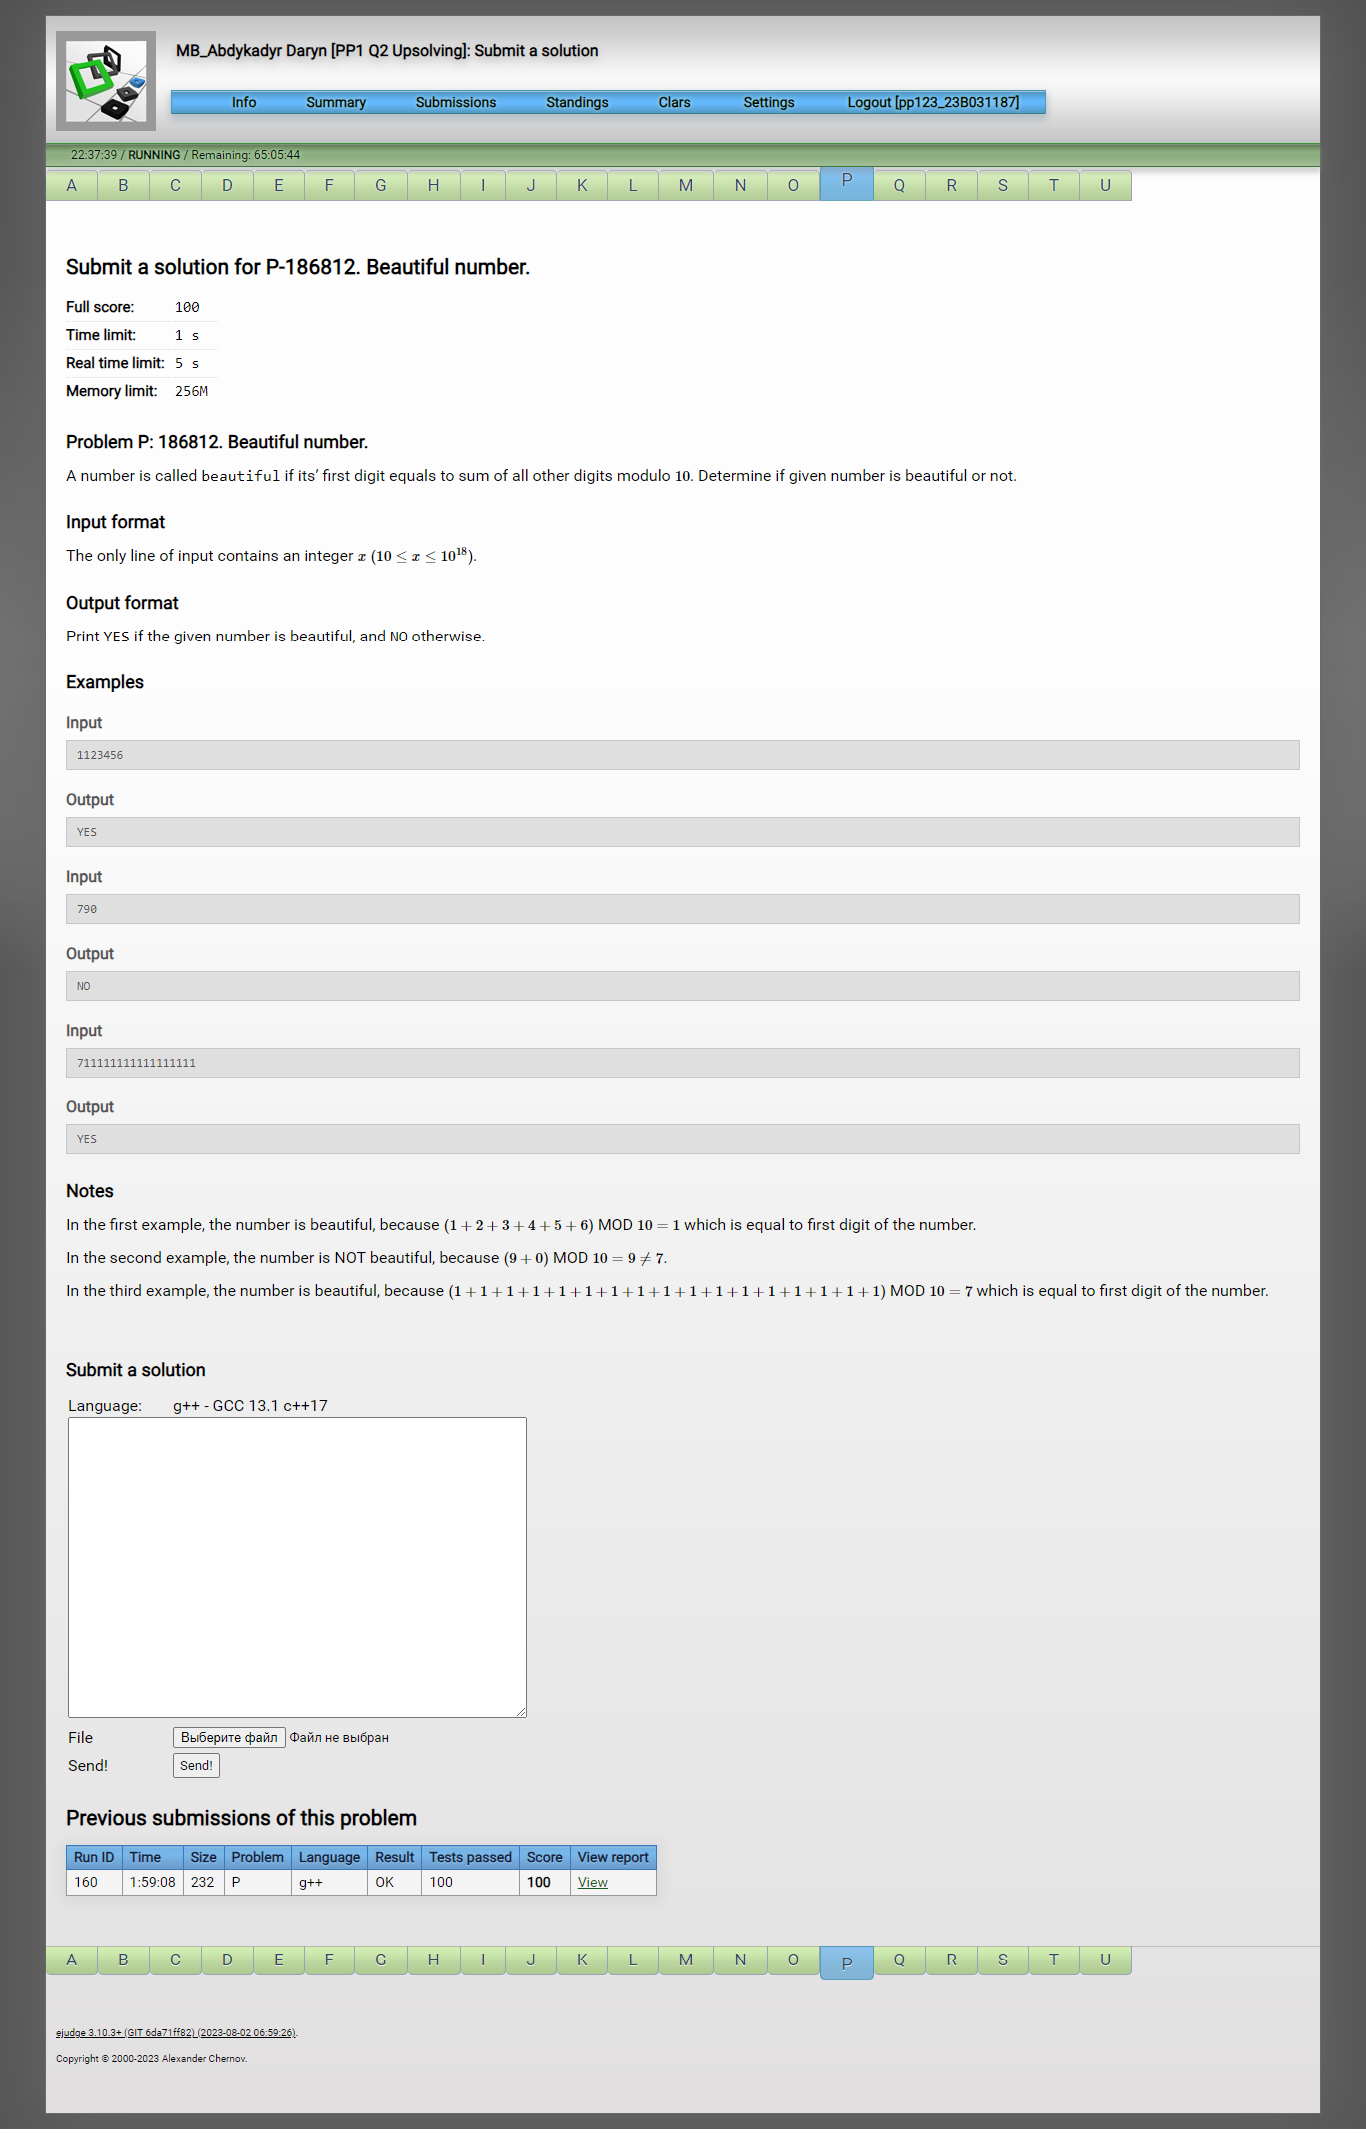 MB_Abdykadyr Daryn [PP1 Q2 Upsolving]: Submit a solution
Info Summary Submissions Standings Clars Settings Logout [pp123_23B031187]
22:37:39 / RUNNING / Remaining: 65:05:44
A B C D E F G H I J K L M N O P Q R S T U
Submit a solution for P-186812. Beautiful number.
Full score: 100
Time limit: 1 s
Real time limit: 5 s
Memory limit: 256M
Problem P: 186812. Beautiful number.
A number is called beautiful if its’ first digit equals to sum of all other digits modulo 10. Determine if given number is beautiful or not.
Input format
The only line of input contains an integer x (10 ≤ x ≤ 10^18).
Output format
Print YES if the given number is beautiful, and NO otherwise.
Examples
Input
1123456
Output
YES
Input
790
Output
NO
Input
711111111111111111
Output
YES
Notes
In the first example, the number is beautiful, because (1 + 2 + 3 + 4 + 5 + 6) MOD 10 = 1 which is equal to first digit of the number.
In the second example, the number is NOT beautiful, because (9 + 0) MOD 10 = 9 ≠ 7.
In the third example, the number is beautiful, because (1 + 1 + 1 + 1 + 1 + 1 + 1 + 1 + 1 + 1 + 1 + 1 + 1 + 1 + 1 + 1 + 1) MOD 10 = 7 which is equal to first digit of the number.
Submit a solution
Language: g++ - GCC 13.1 c++17
File Выберите файл Файл не выбран
Send! Send!
Previous submissions of this problem
Run ID Time Size Problem Language Result Tests passed Score View report
160 1:59:08 232 P g++ OK 100 100 View
A B C D E F G H I J K L M N O P Q R S T U
ejudge 3.10.3+ (GIT 6da71ff82) (2023-08-02 06:59:26).
Copyright © 2000-2023 Alexander Chernov.